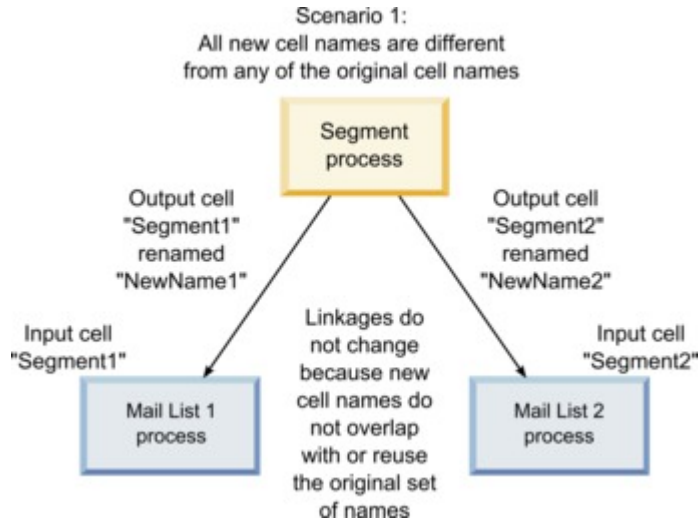 Scenario 1:
All new cell names are different
from any of the original cell names
Segment
process
Output cell
"Segment1"
renamed
"NewName1"
Output cell
"Segment2"
renamed
"NewName2"
Input cell
"Segment1"
Linkages do
not change
because new
cell names do
not overlap
with or reuse
the original set
of names
Input cell
"Segment2"
Mail List 1
process
Mail List 2
process